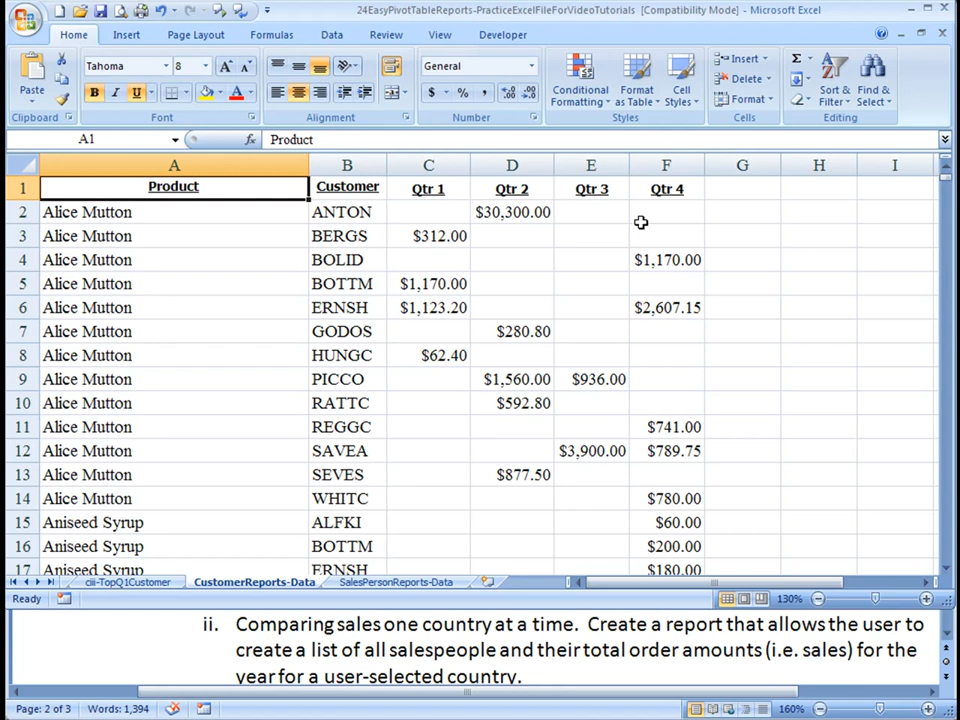 24EasyPivotTableReports-PracticeExcelFileForVideoTutorials [Compatibility Mode] - Microsoft Excel
Home Insert Page Layout Formulas Data Review View Developer
Paste
Tahoma 8
B I U A
General
$ % ,
Conditional Formatting
Format as Table
Cell Styles
Insert
Delete
Format
Sort & Filter
Find & Select
Clipboard Font Alignment Number Styles Cells Editing
A1 fx Product
A B C D E F G H I
1 Product Customer Qtr 1 Qtr 2 Qtr 3 Qtr 4
2 Alice Mutton ANTON $30,300.00
3 Alice Mutton BERGS $312.00
4 Alice Mutton BOLID $1,170.00
5 Alice Mutton BOTTM $1,170.00
6 Alice Mutton ERNSH $1,123.20 $2,607.15
7 Alice Mutton GODOS $280.80
8 Alice Mutton HUNGC $62.40
9 Alice Mutton PICCO $1,560.00 $936.00
10 Alice Mutton RATTC $592.80
11 Alice Mutton REGGC $741.00
12 Alice Mutton SAVEA $3,900.00 $789.75
13 Alice Mutton SEVES $877.50
14 Alice Mutton WHITC $780.00
15 Aniseed Syrup ALFKI $60.00
16 Aniseed Syrup BOTTM $200.00
17 Aniseed Syrup ERNSH $180.00
ciii-TopQ1Customer CustomerReports-Data SalesPersonReports-Data
Ready 130%
ii. Comparing sales one country at a time. Create a report that allows the user to
create a list of all salespeople and their total order amounts (i.e. sales) for the
year for a user-selected country.
Page: 2 of 3 Words: 1,394 160%